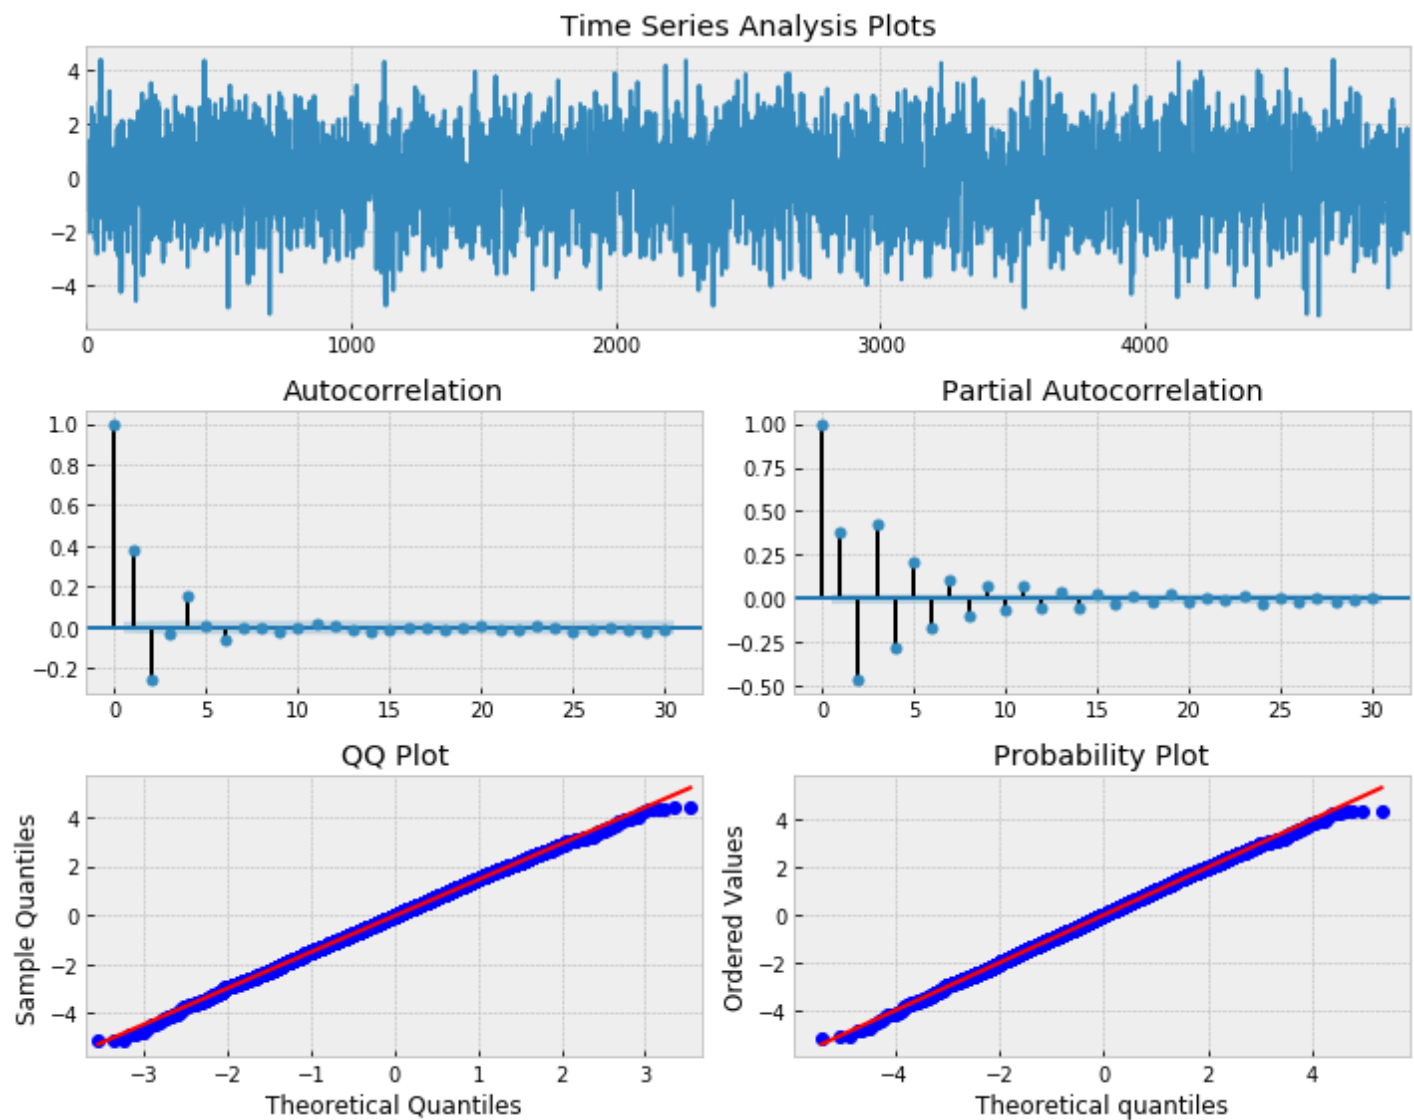 Time Series Analysis Plots
4
2
0
−2
−4
0 1000 2000 3000 4000
Autocorrelation
1.0
0.8
0.6
0.4
0.2
0.0
−0.2
0 5 10 15 20 25 30
Partial Autocorrelation
1.00
0.75
0.50
0.25
0.00
−0.25
−0.50
0 5 10 15 20 25 30
QQ Plot
Sample Quantiles
4
2
0
−2
−4
−3 −2 −1 0 1 2 3
Theoretical Quantiles
Probability Plot
Ordered Values
4
2
0
−2
−4
−4 −2 0 2 4
Theoretical quantiles